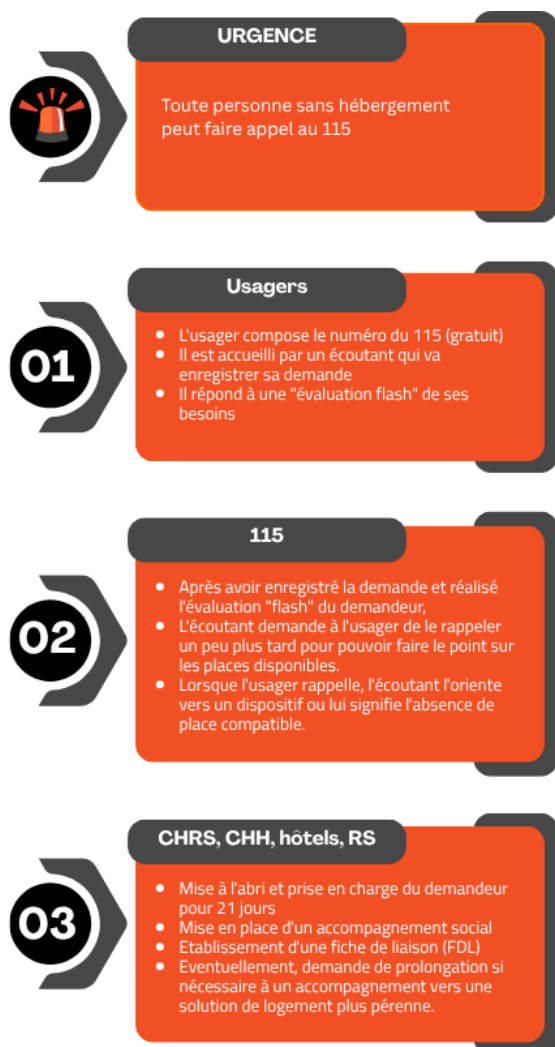 URGENCE
Toute personne sans hébergement
peut faire appel au 115
Usagers
01
• L'usager compose le numéro du 115 (gratuit)
• Il est accueilli par un écoutant qui va
enregistrer sa demande
• Il répond à une "évaluation flash" de ses
besoins
115
02
• Après avoir enregistré la demande et réalisé
l'évaluation "flash" du demandeur,
• L'écoutant demande à l'usager de le rappeler
un peu plus tard pour pouvoir faire le point sur
les places disponibles.
• Lorsque l'usager rappelle, l'écoutant l'oriente
vers un dispositif ou lui signifie l'absence de
place compatible.
CHRS, CHH, hôtels, RS
03
• Mise à l'abri et prise en charge du demandeur
pour 21 jours
• Mise en place d'un accompagnement social
• Etablissement d'une fiche de liaison (FDL)
• Eventuellement, demande de prolongation si
nécessaire à un accompagnement vers une
solution de logement plus pérenne.